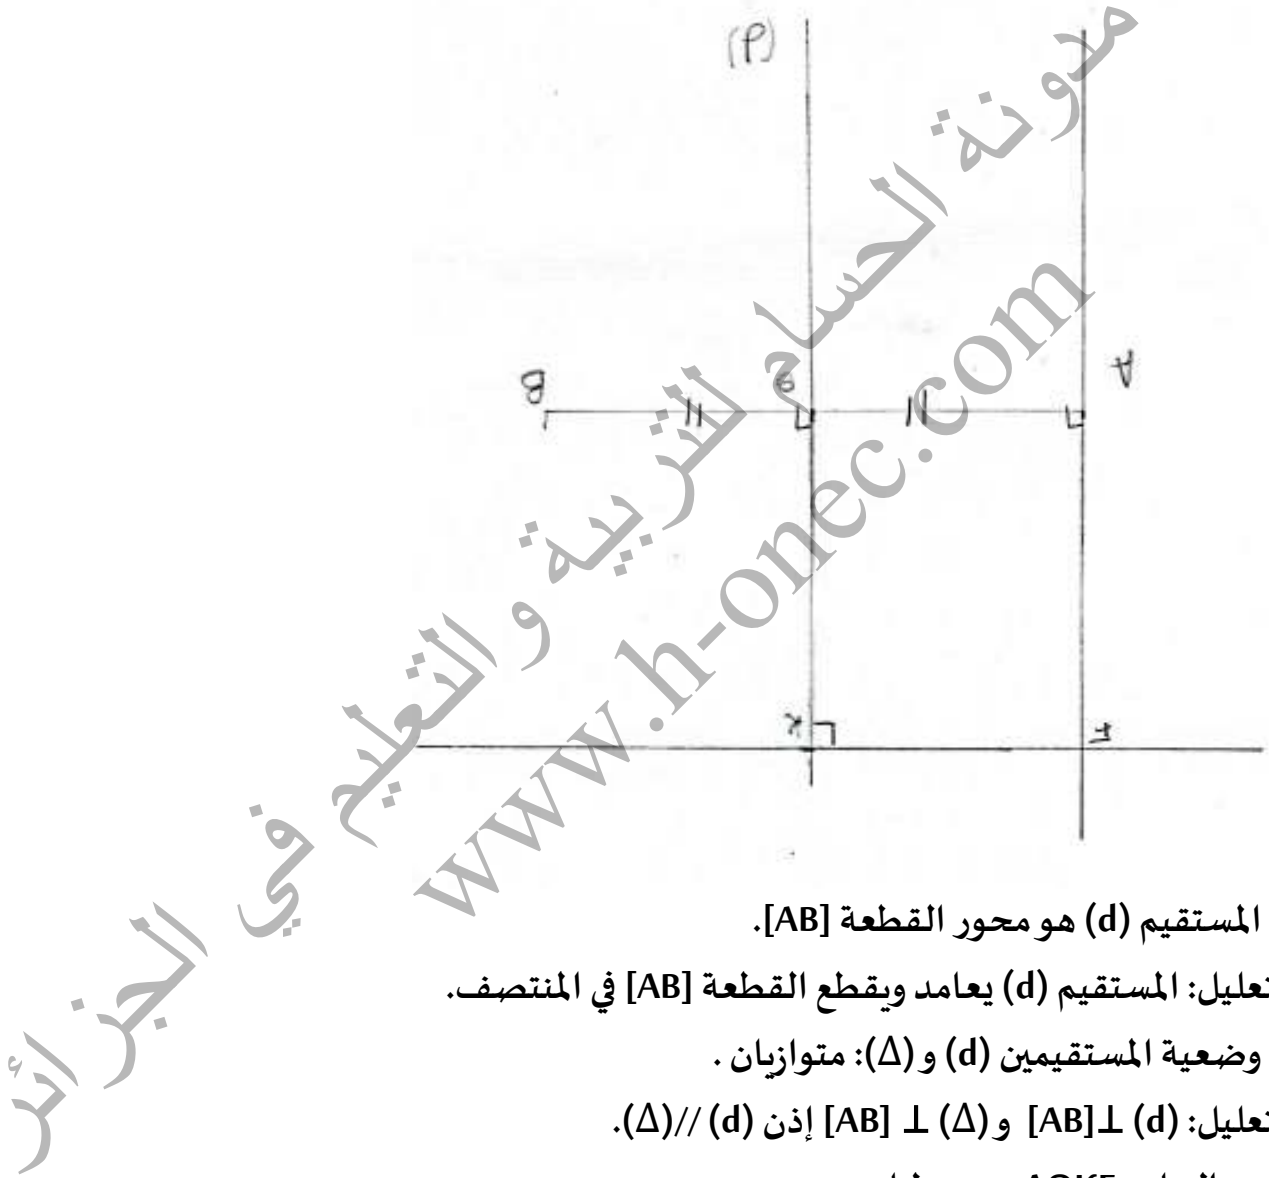 (d)
A
B
O
K
F
المستقيم (d) هو محور القطعة [AB].
تعليل: المستقيم (d) يعامد ويقطع القطعة [AB] في المنتصف.
وضعية المستقيمين (d) و (Δ): متوازيان .
تعليل: (d) ⊥[AB] و (Δ) ⊥ [AB] إذن (d) //(Δ).
مدونة الحسام للتربية و التعليم في الجزائر
www.h-onec.com